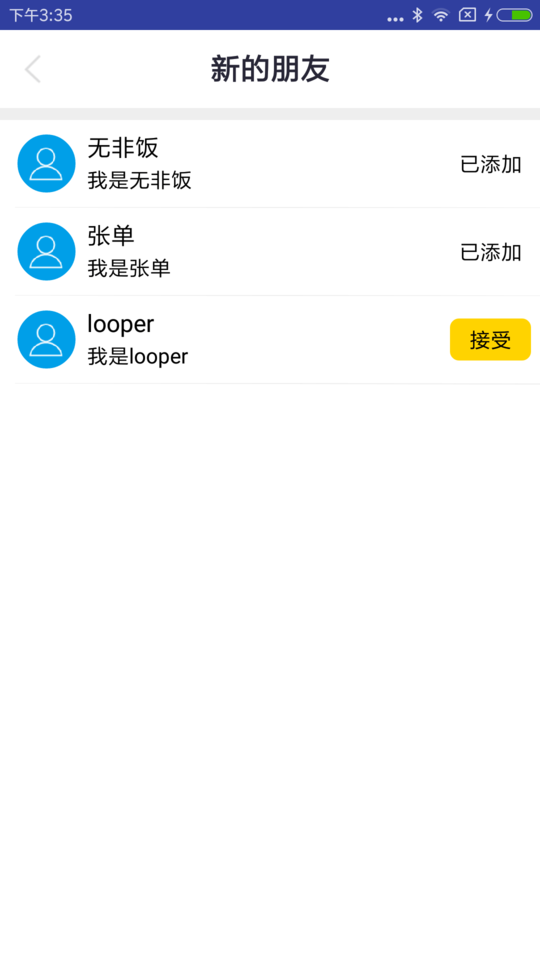 下午3:35
新的朋友
无非饭
我是无非饭
已添加
张单
我是张单
已添加
looper
我是looper
接受